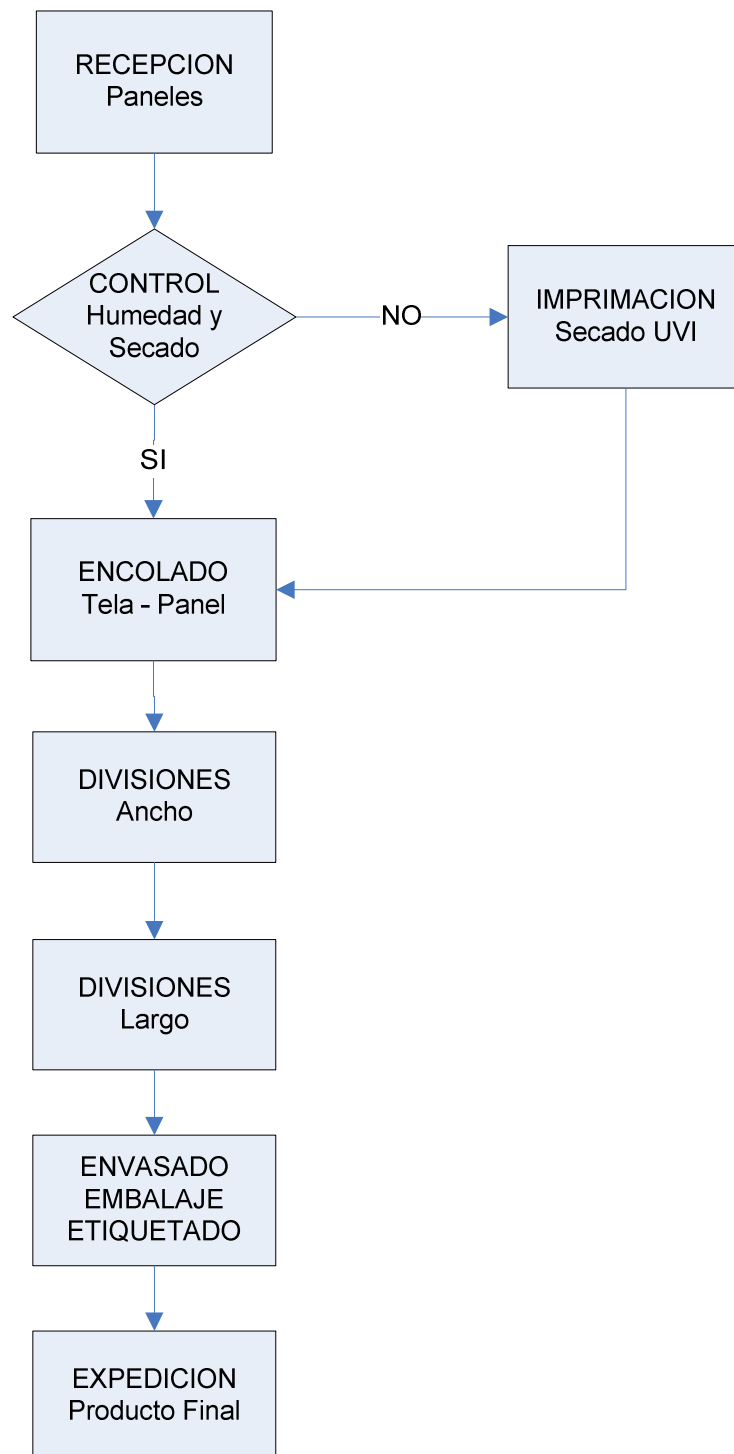 RECEPCION
Paneles
CONTROL
Humedad y
Secado
NO
IMPRIMACION
Secado UVI
SI
ENCOLADO
Tela - Panel
DIVISIONES
Ancho
DIVISIONES
Largo
ENVASADO
EMBALAJE
ETIQUETADO
EXPEDICION
Producto Final